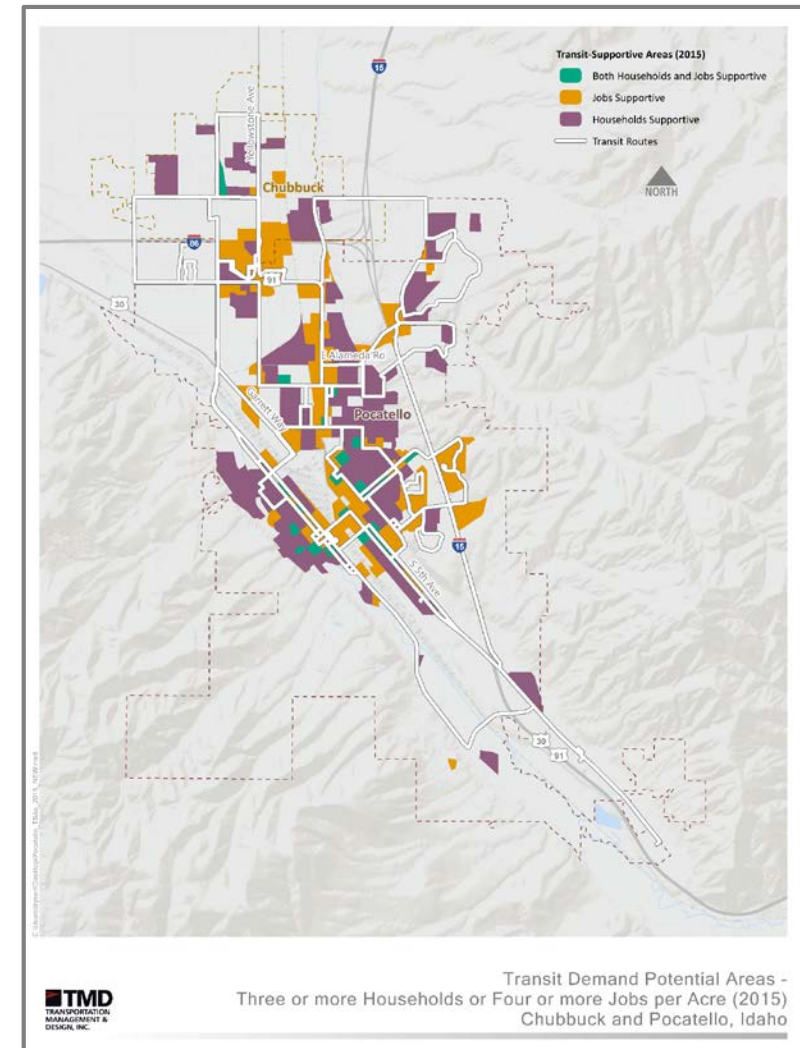 Transit-Supportive Areas (2015)
Both Households and Jobs Supportive
Jobs Supportive
Households Supportive
Transit Routes
NORTH
15
Yellowstone Ave
Chubbuck
86
91
30
E Alameda Rd
Garrett Way
Pocatello
15
S 5th Ave
30
91
TMD
TRANSPORTATION
MANAGEMENT &
DESIGN, INC.
Transit Demand Potential Areas -
Three or more Households or Four or more Jobs per Acre (2015)
Chubbuck and Pocatello, Idaho